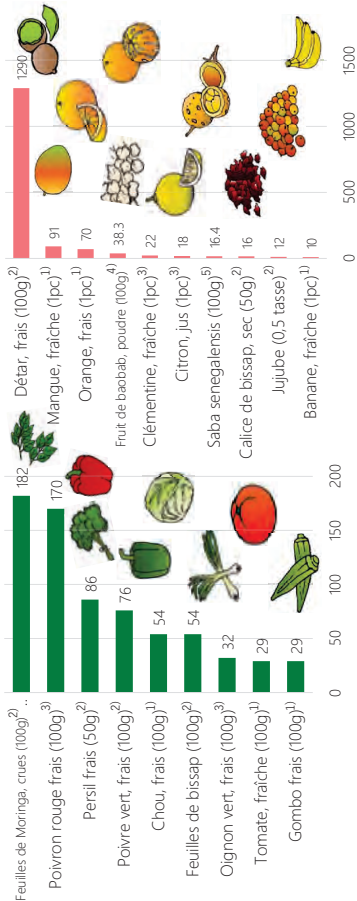 Feuilles de Moringa, crues (100g)2) ..
182
Poivron rouge frais (100g)3)
170
Persil frais (50g)2)
86
Poivre vert, frais (100g)2)
76
Chou, frais (100g)1)
54
Feuilles de bissap (100g)2)
54
Oignon vert, frais (100g)3)
32
Tomate, fraîche (100g)1)
29
Gombo frais (100g)1)
29
0 50 100 150 200
Détar, frais (100g)2)
1290
Mangue, fraîche (1pc)1)
91
Orange, frais (1pc)1)
70
Fruit de baobab, poudre (100g)4)
38.3
Clémentine, fraîche (1pc)3)
22
Citron, jus (1pc)3)
18
Saba senegalensis (100g)5)
16.4
Calice de bissap, sec (50g)2)
16
Jujube (0,5 tasse)2)
12
Banane, fraîche (1pc)1)
10
0 500 1000 1500